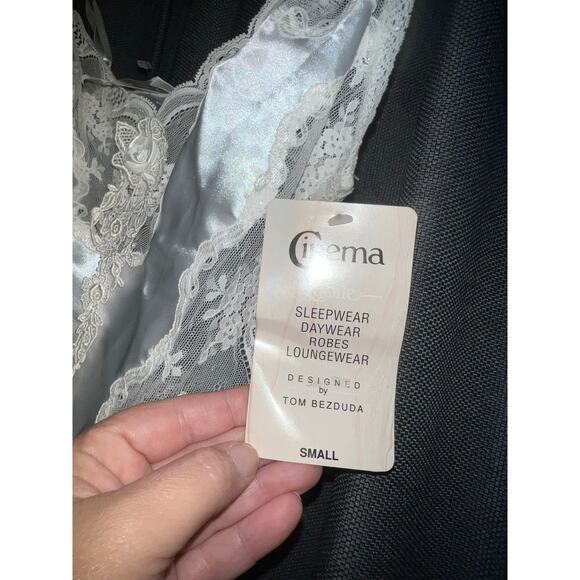 Cinema
SLEEPWEAR
DAYWEAR
ROBES
LOUNGEWEAR
DESIGNED
by
TOM BEZDUDA
SMALL